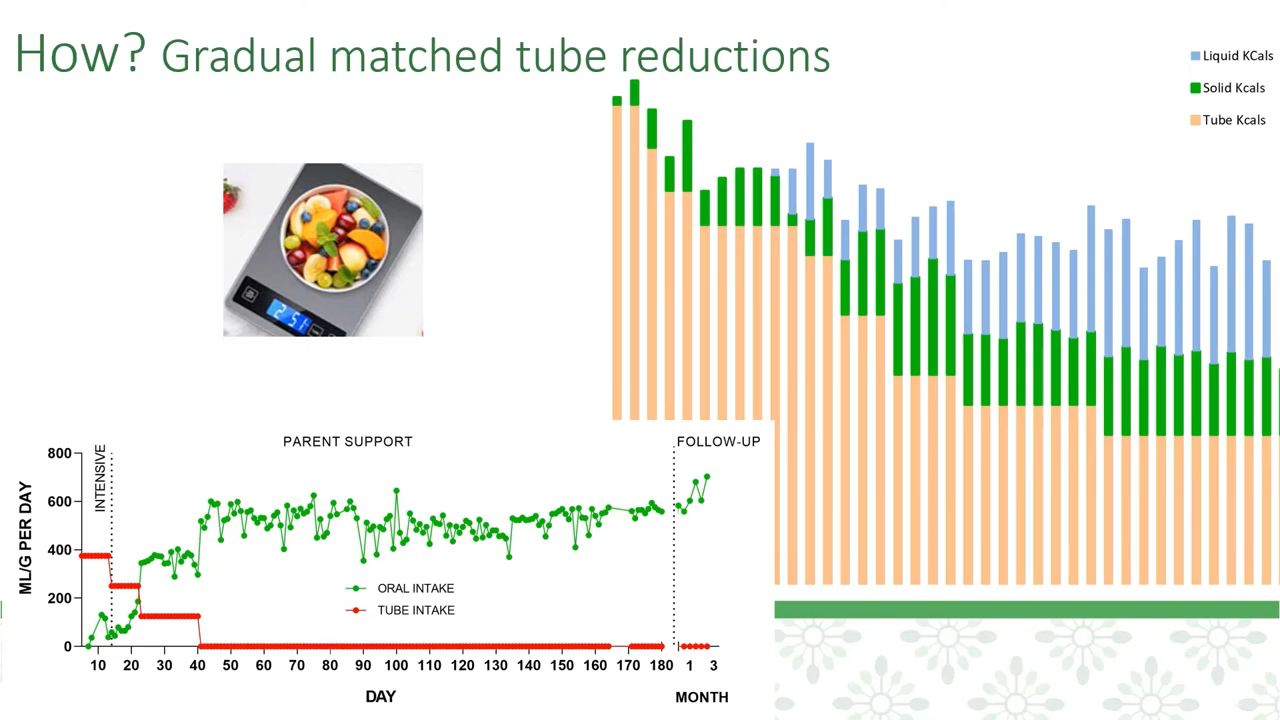 How? Gradual matched tube reductions
Liquid KCals
Solid Kcals
Tube Kcals
2 51
PARENT SUPPORT
FOLLOW-UP
INTENSIVE
ML/G PER DAY
800
600
400
200
0
ORAL INTAKE
TUBE INTAKE
10 20 30 40 50 60 70 80 90 100 110 120 130 140 150 160 170 180 1 3
DAY
MONTH